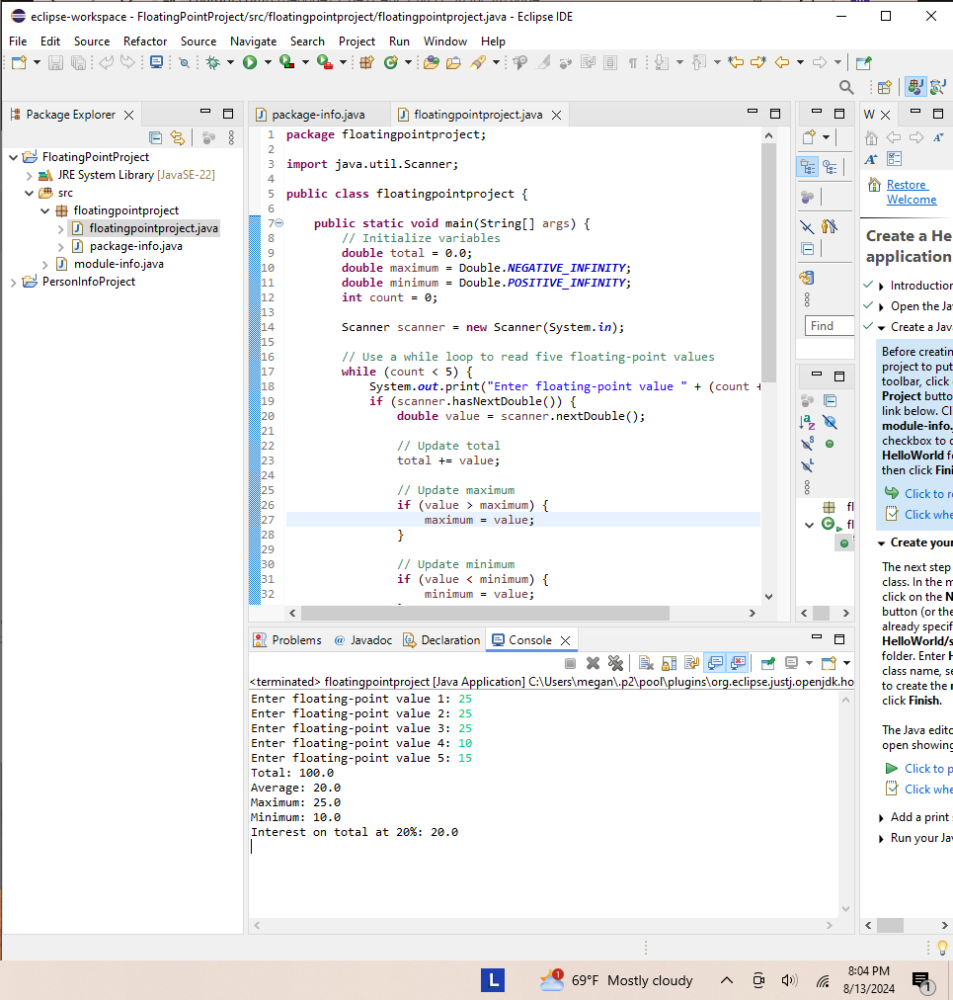 eclipse-workspace - FloatingPointProject/src/floatingpointproject/floatingpointproject.java - Eclipse IDE
File Edit Source Refactor Source Navigate Search Project Run Window Help
Package Explorer
FloatingPointProject
JRE System Library [JavaSE-22]
src
floatingpointproject
floatingpointproject.java
package-info.java
module-info.java
PersonInfoProject
package-info.java
floatingpointproject.java
1 package floatingpointproject;
2
3 import java.util.Scanner;
4
5 public class floatingpointproject {
6
7 public static void main(String[] args) {
8 // Initialize variables
9 double total = 0.0;
10 double maximum = Double.NEGATIVE_INFINITY;
11 double minimum = Double.POSITIVE_INFINITY;
12 int count = 0;
13
14 Scanner scanner = new Scanner(System.in);
15
16 // Use a while loop to read five floating-point values
17 while (count < 5) {
18 System.out.print("Enter floating-point value " + (count +
19 if (scanner.hasNextDouble()) {
20 double value = scanner.nextDouble();
21
22 // Update total
23 total += value;
24
25 // Update maximum
26 if (value > maximum) {
27 maximum = value;
28 }
29
30 // Update minimum
31 if (value < minimum) {
32 minimum = value;
Find
fl
fl
W
Restore
Welcome
Create a He
application
Introduction
Open the Ja
Create a Java
Before creatin
project to put
toolbar, click
Project butto
link below. Cl
module-info.
checkbox to c
HelloWorld fo
then click Fini
Click to r
Click whe
Create your
The next step
class. In the m
click on the N
button (or the
already specif
HelloWorld/s
folder. Enter H
class name, se
to create the m
click Finish.
The Java edito
open showing
Click to p
Click whe
Add a print s
Run your Jav
Problems
@ Javadoc
Declaration
Console
<terminated> floatingpointproject [Java Application] C:\Users\megan\.p2\pool\plugins\org.eclipse.justj.openjdk.ho
Enter floating-point value 1: 25
Enter floating-point value 2: 25
Enter floating-point value 3: 25
Enter floating-point value 4: 10
Enter floating-point value 5: 15
Total: 100.0
Average: 20.0
Maximum: 25.0
Minimum: 10.0
Interest on total at 20%: 20.0
L
1
69°F Mostly cloudy
8:04 PM
8/13/2024
1